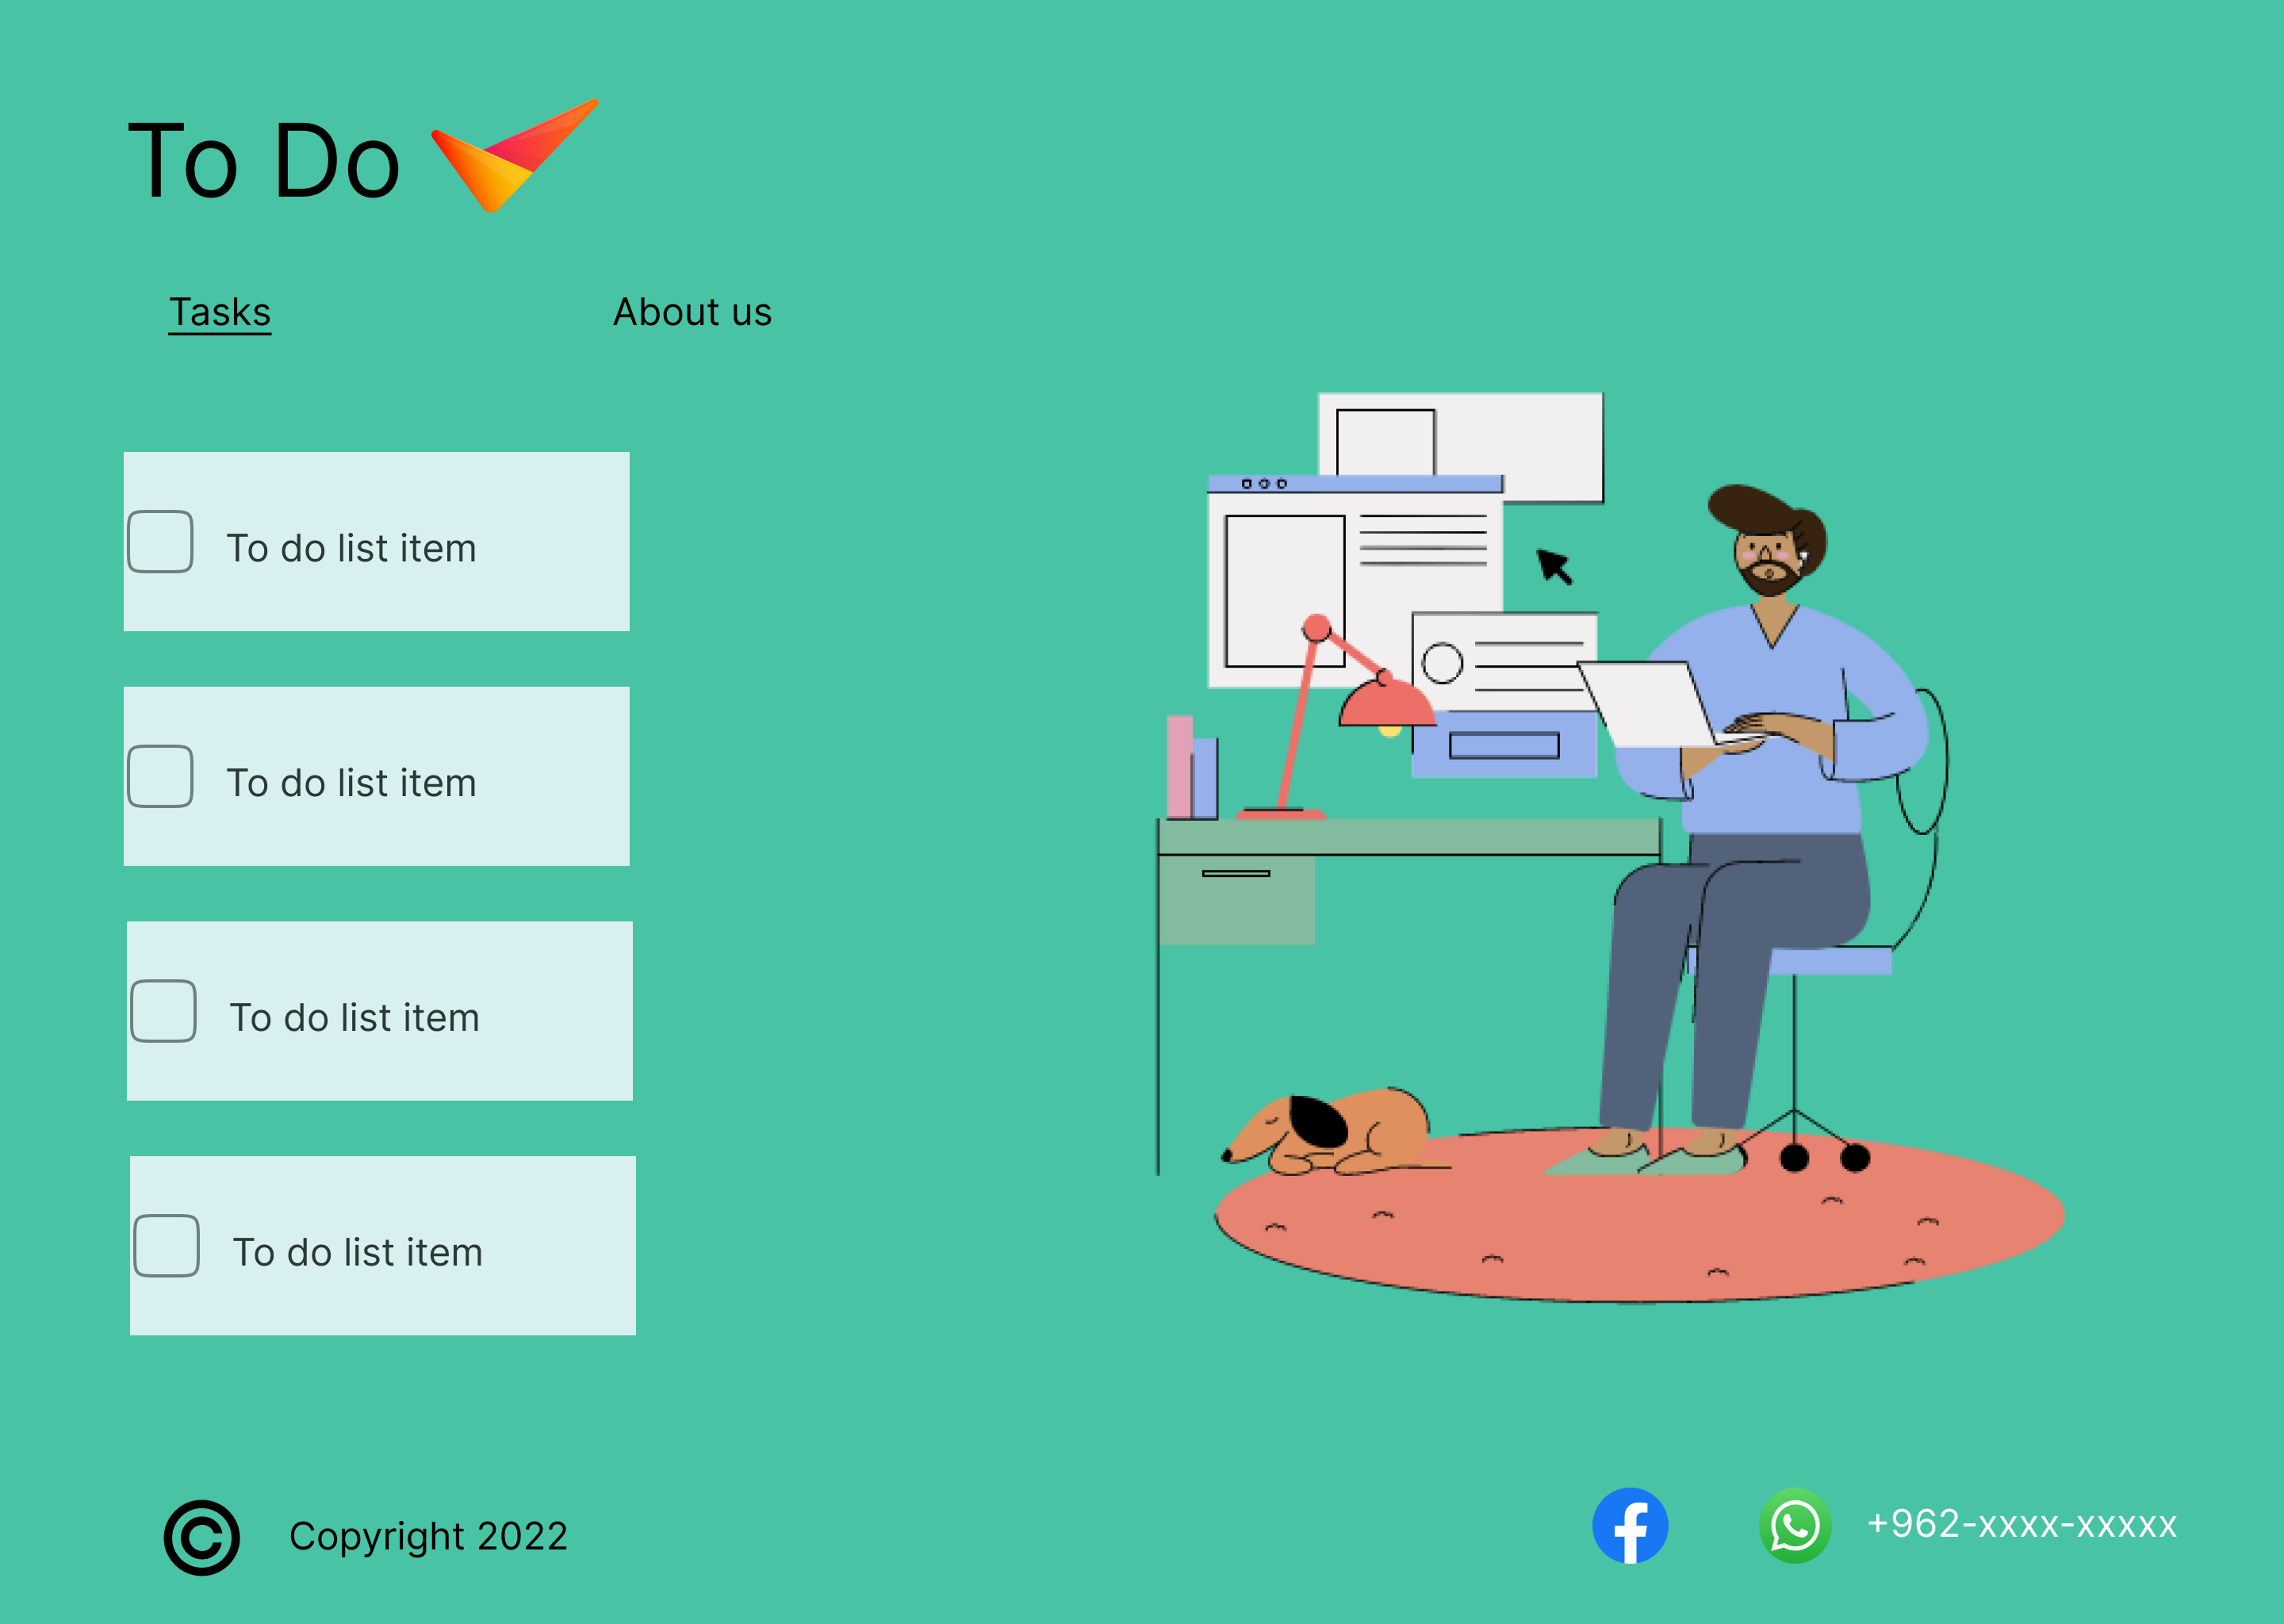 To Do
Tasks
About us
To do list item
To do list item
To do list item
To do list item
© Copyright 2022
+962-xxxx-xxxxx